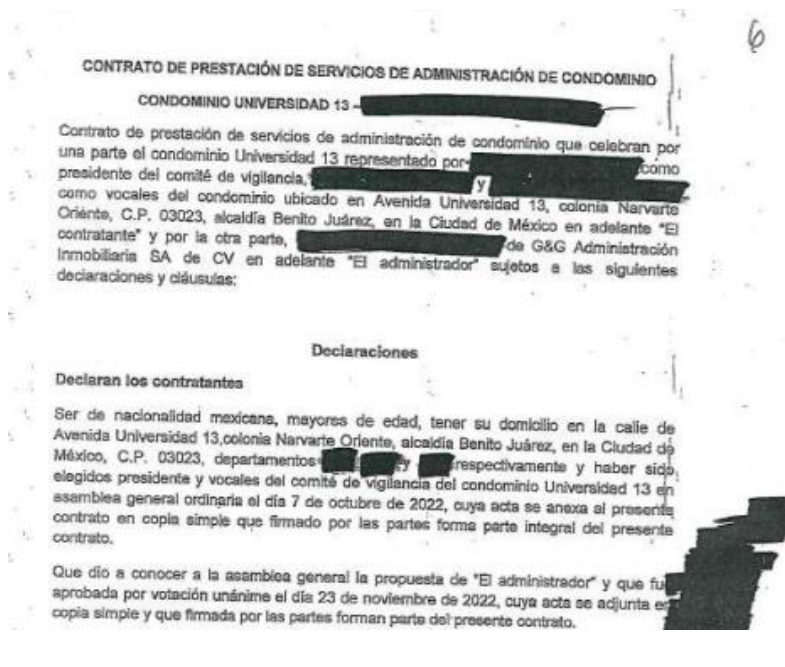 6
CONTRATO DE PRESTACIÓN DE SERVICIOS DE ADMINISTRACIÓN DE CONDOMINIO
CONDOMINIO UNIVERSIDAD 13 -
Contrato de prestación de servicios de administración de condominio que celebran por
una parte el condominio Universidad 13 representado por como
presidente del comité de vigilancia, y
como vocales del condominio ubicado en Avenida Universidad 13, colonia Narvarte
Oriente, C.P. 03023, alcaldía Benito Juárez, en la Ciudad de México en adelante "El
contratante" y por la otra parte, de G&G Administración
Inmobiliaria SA de CV en adelante "El administrador" sujetos a las siguientes
declaraciones y cláusulas:
Declaraciones
Declaran los contratantes
Ser de nacionalidad mexicana, mayores de edad, tener su domicilio en la calle de
Avenida Universidad 13,colonia Narvarte Oriente, alcaldía Benito Juárez, en la Ciudad de
México, C.P. 03023, departamentos y respectivamente y haber sido
elegidos presidente y vocales del comité de vigilancia del condominio Universidad 13 en
asamblea general ordinaria el día 7 de octubre de 2022, cuya acta se anexa al presente
contrato en copia simple que firmado por las partes forma parte integral del presente
contrato.
Que dio a conocer a la asamblea general la propuesta de "El administrador" y que fu
aprobada por votación unánime el día 23 de noviembre de 2022, cuya acta se adjunta e
copia simple y que firmada por las partes forman parte del presente contrato.